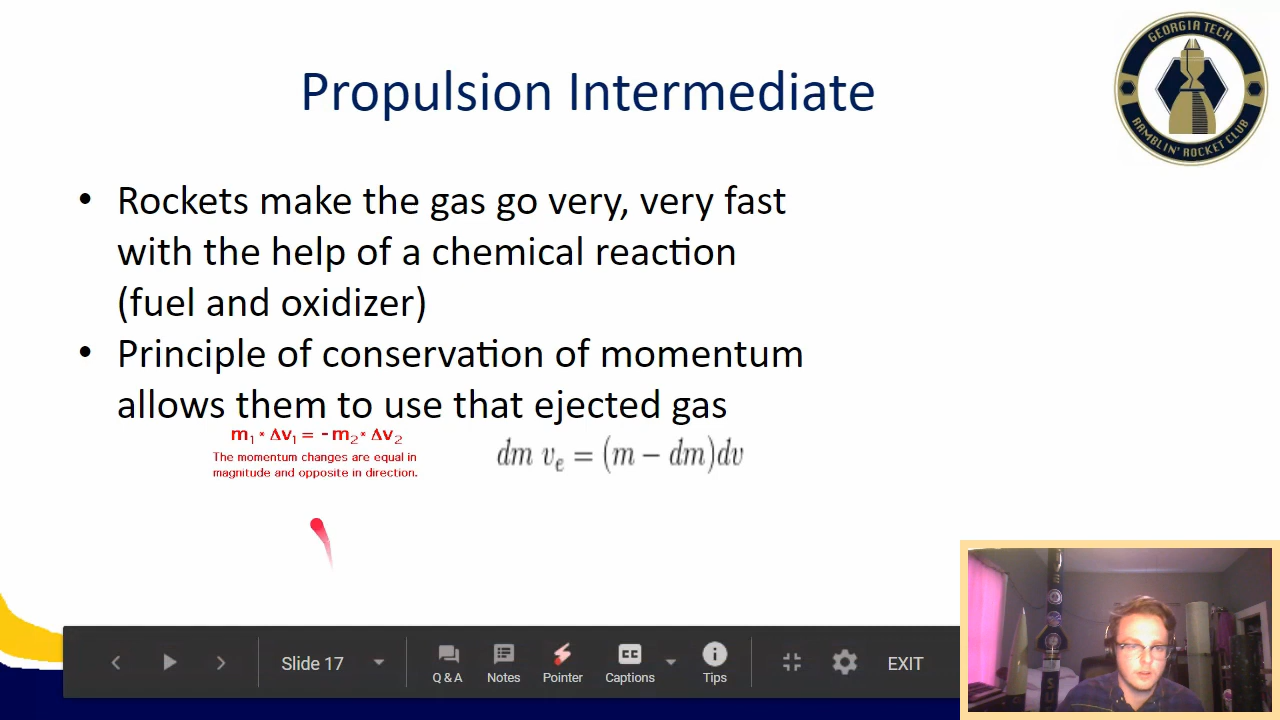 Propulsion Intermediate
GEORGIA TECH
RAMBLIN' ROCKET CLUB
• Rockets make the gas go very, very fast
with the help of a chemical reaction
(fuel and oxidizer)
• Principle of conservation of momentum
allows them to use that ejected gas
m₁ * Δv₁ = - m₂ * Δv₂
The momentum changes are equal in
magnitude and opposite in direction.
dm vₑ = (m − dm)dv
Slide 17
Q & A
Notes
Pointer
CC
Captions
Tips
EXIT